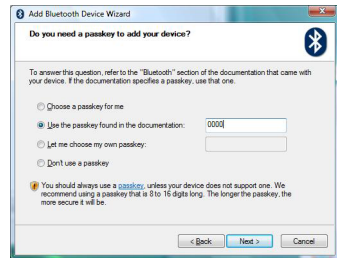 Add Bluetooth Device Wizard
Do you need a passkey to add your device?
To answer this question, refer to the "Bluetooth" section of the documentation that came with
your device. If the documentation specifies a passkey, use that one.
Choose a passkey for me
Use the passkey found in the documentation: 0000
Let me choose my own passkey:
Don't use a passkey
You should always use a passkey, unless your device does not support one. We
recommend using a passkey that is 8 to 16 digits long. The longer the passkey, the
more secure it will be.
< Back Next > Cancel